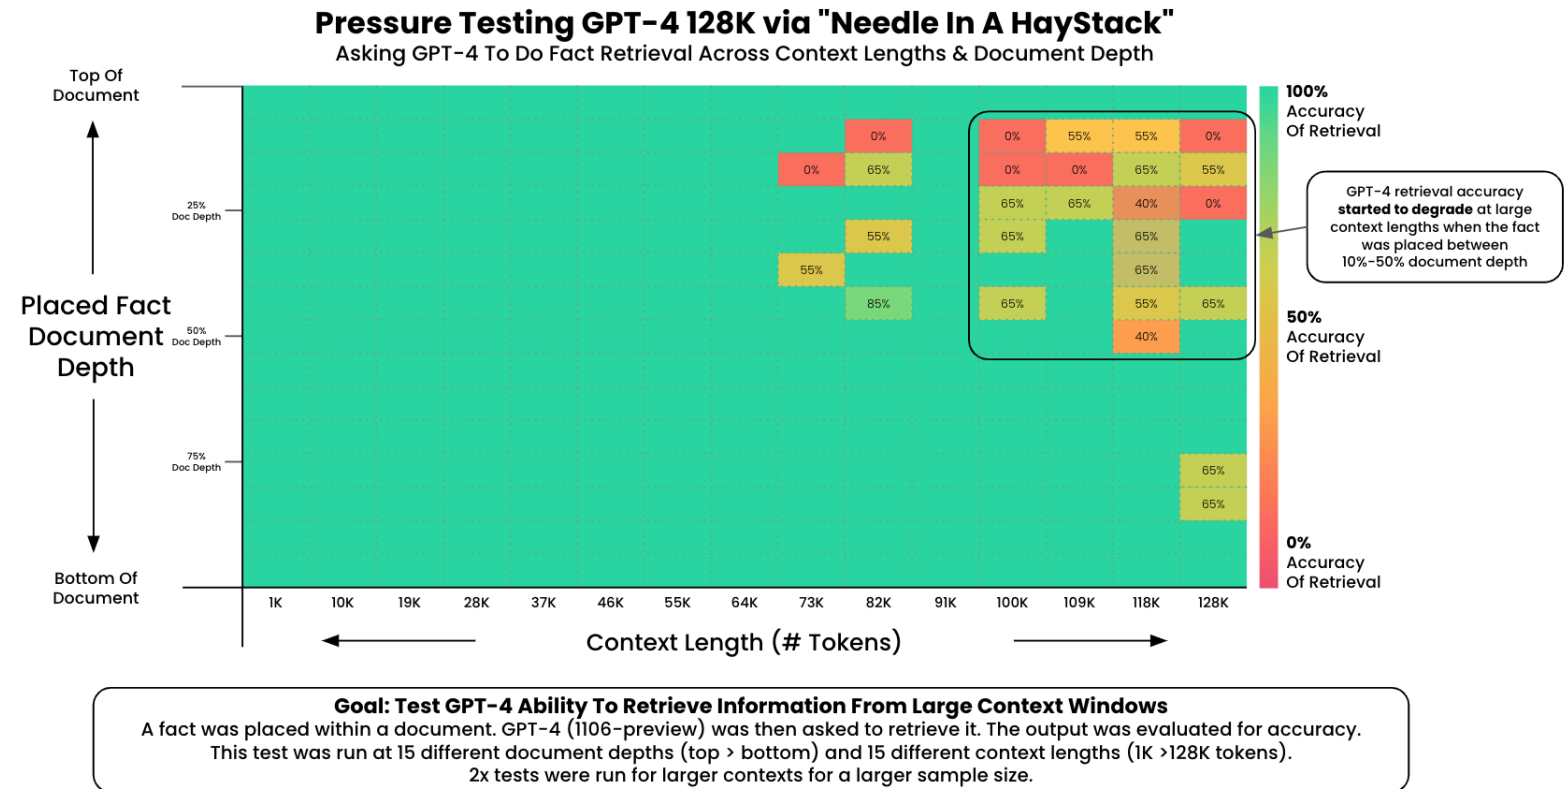 Pressure Testing GPT-4 128K via "Needle In A HayStack"
Asking GPT-4 To Do Fact Retrieval Across Context Lengths & Document Depth
Top Of
Document
Placed Fact
Document
Depth
Bottom Of
Document
25%
Doc Depth
50%
Doc Depth
75%
Doc Depth
0% 0% 55% 55% 0%
0% 65% 0% 0% 65% 55%
65% 65% 40% 0%
55% 65% 65%
55% 65%
85% 65% 55% 65%
40%
65%
65%
100%
Accuracy
Of Retrieval
50%
Accuracy
Of Retrieval
0%
Accuracy
Of Retrieval
GPT-4 retrieval accuracy
started to degrade at large
context lengths when the fact
was placed between
10%-50% document depth
1K 10K 19K 28K 37K 46K 55K 64K 73K 82K 91K 100K 109K 118K 128K
Context Length (# Tokens)
Goal: Test GPT-4 Ability To Retrieve Information From Large Context Windows
A fact was placed within a document. GPT-4 (1106-preview) was then asked to retrieve it. The output was evaluated for accuracy.
This test was run at 15 different document depths (top > bottom) and 15 different context lengths (1K >128K tokens).
2x tests were run for larger contexts for a larger sample size.